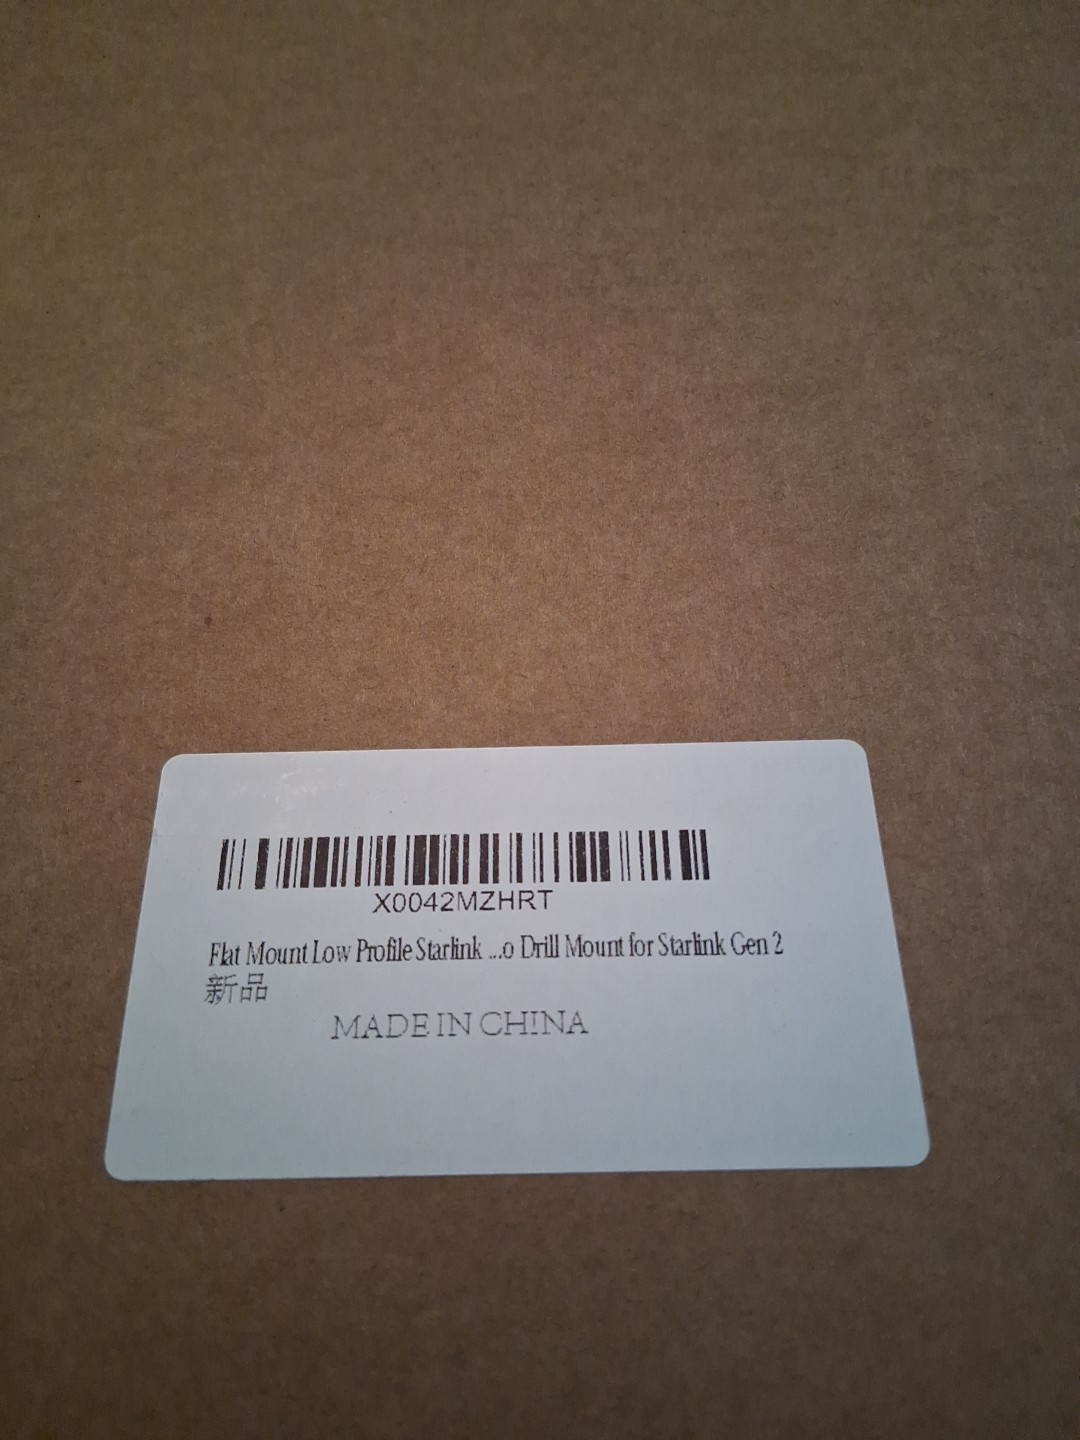 X0042MZHRT
Flat Mount Low Profile Starlink ...o Drill Mount for Starlink Gen 2
新品
MADE IN CHINA